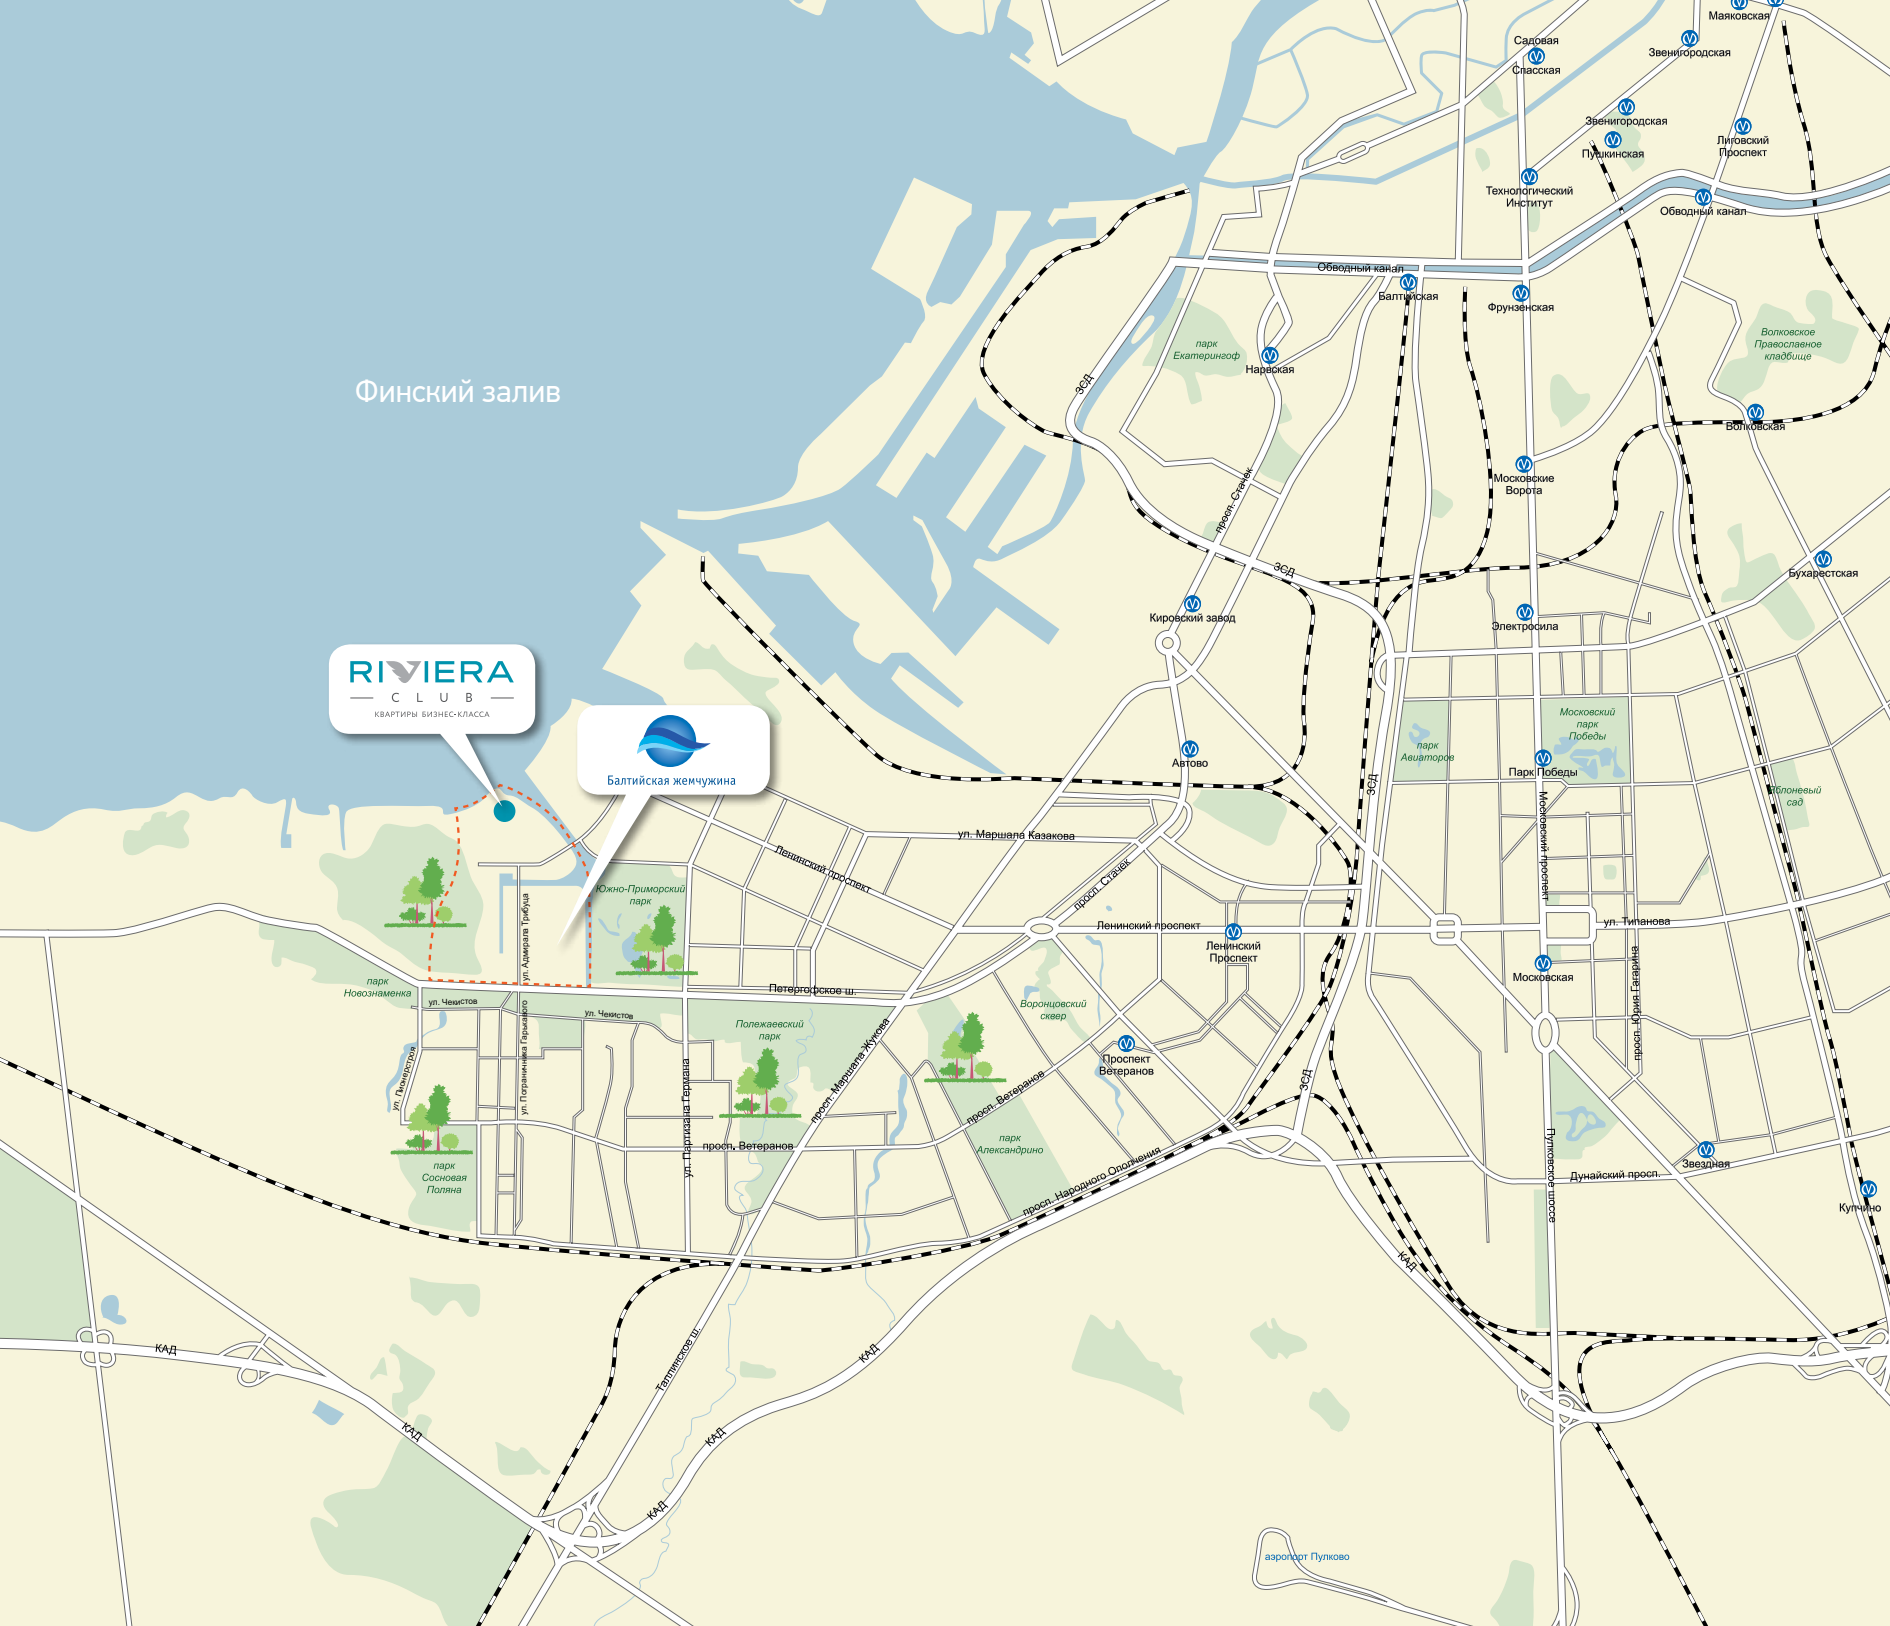 Маяковская
Садовая
Спасская
Звенигородская
Звенигородская
Пушкинская
Лиговский
Проспект
Технологический
Институт
Обводный канал
Обводный канал
Балтийская
Фрунзенская
парк
Екатерингоф
Нарвская
Волковское
Православное
кладбище
ЗСД
Финский залив
Волковская
Московские
Ворота
просп. Стачек
ЗСД
Бухарестская
Кировский завод
Электросила
RIVIERA
CLUB
КВАРТИРЫ БИЗНЕС-КЛАССА
Балтийская жемчужина
Московский
парк
Победы
парк
Авиаторов
Автово
Парк Победы
ЗСД
Яблоневый
сад
Московский проспект
ул. Маршала Казакова
Ленинский проспект
просп. Стачек
Южно-Приморский
парк
ул. Адмирала Трибуца
Ленинский проспект
Ленинский
Проспект
ул. Типанова
Московская
просп. Юрия Гагарина
парк
Новознаменка
Петергофское ш.
ул. Чекистов
ул. Чекистов
Воронцовский
сквер
Полежаевский
парк
ул. Пионерстроя
ул. Пограничника Гарькавого
ул. Партизана Германа
просп. Маршала Жукова
Проспект
Ветеранов
просп. Ветеранов
просп. Ветеранов
ЗСД
парк
Александрино
парк
Сосновая
Поляна
просп. Народного Ополчения
Пулковское шоссе
Звездная
Дунайский просп.
Купчино
КАД
КАД
КАД
КАД
КАД
КАД
Таллинское ш.
аэропорт Пулково